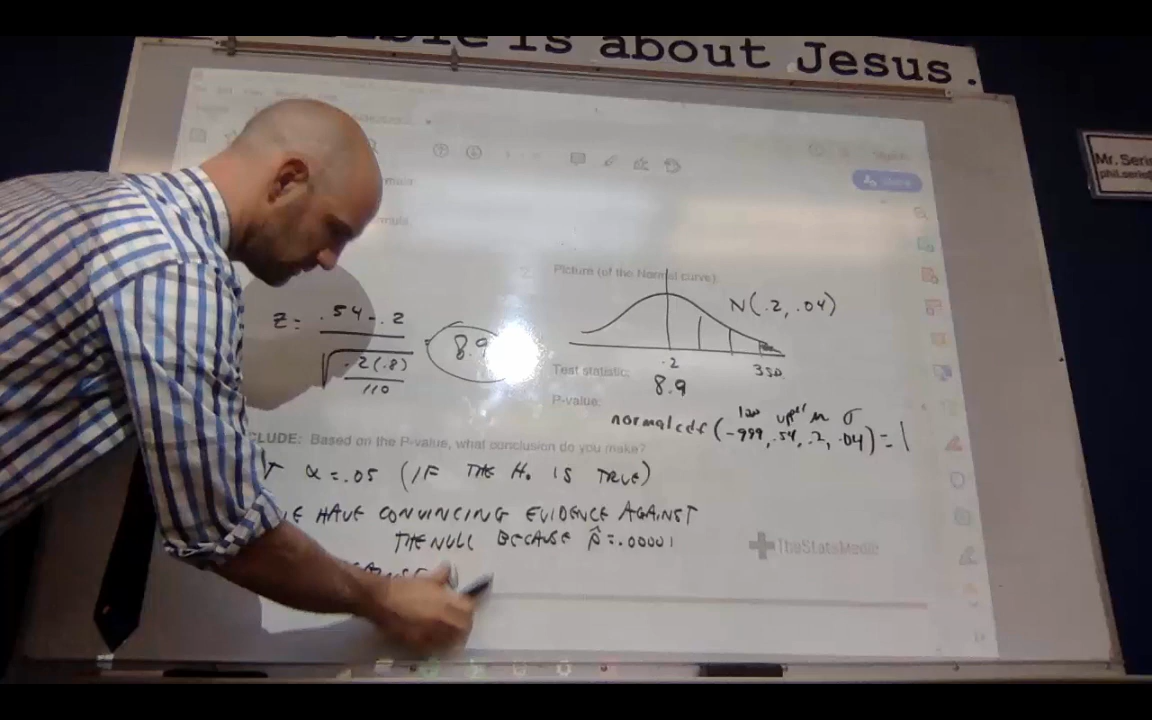 is about Jesus.
Mr. Seri
phil.serio
Picture (of the Normal curve):
N(.2, .04)
Z = .54 - .2
√ .2(.8)
110
8.9
.2
Test statistic:
8.9
P-value:
low upper m σ
normalcdf(-999, .54, .2, .04) = 1
CLUDE: Based on the P-value, what conclusion do you make?
T α = .05 (IF THE H₀ IS TRUE)
E HAVE CONVINCING EVIDENCE AGAINST
THE NULL BECAUSE p̂ = .00001
TheStatsMedic